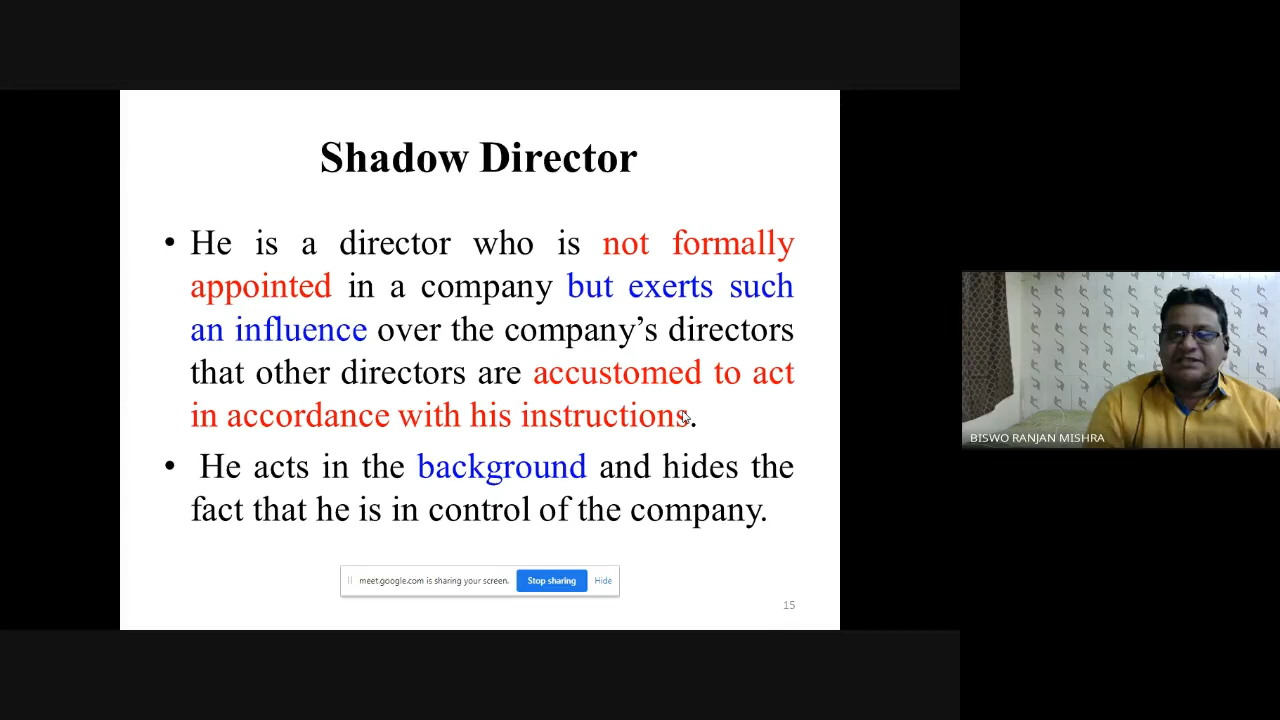 Shadow Director
• He is a director who is not formally
appointed in a company but exerts such
an influence over the company’s directors
that other directors are accustomed to act
in accordance with his instructions.
• He acts in the background and hides the
fact that he is in control of the company.
meet.google.com is sharing your screen. Stop sharing Hide
15
BISWO RANJAN MISHRA